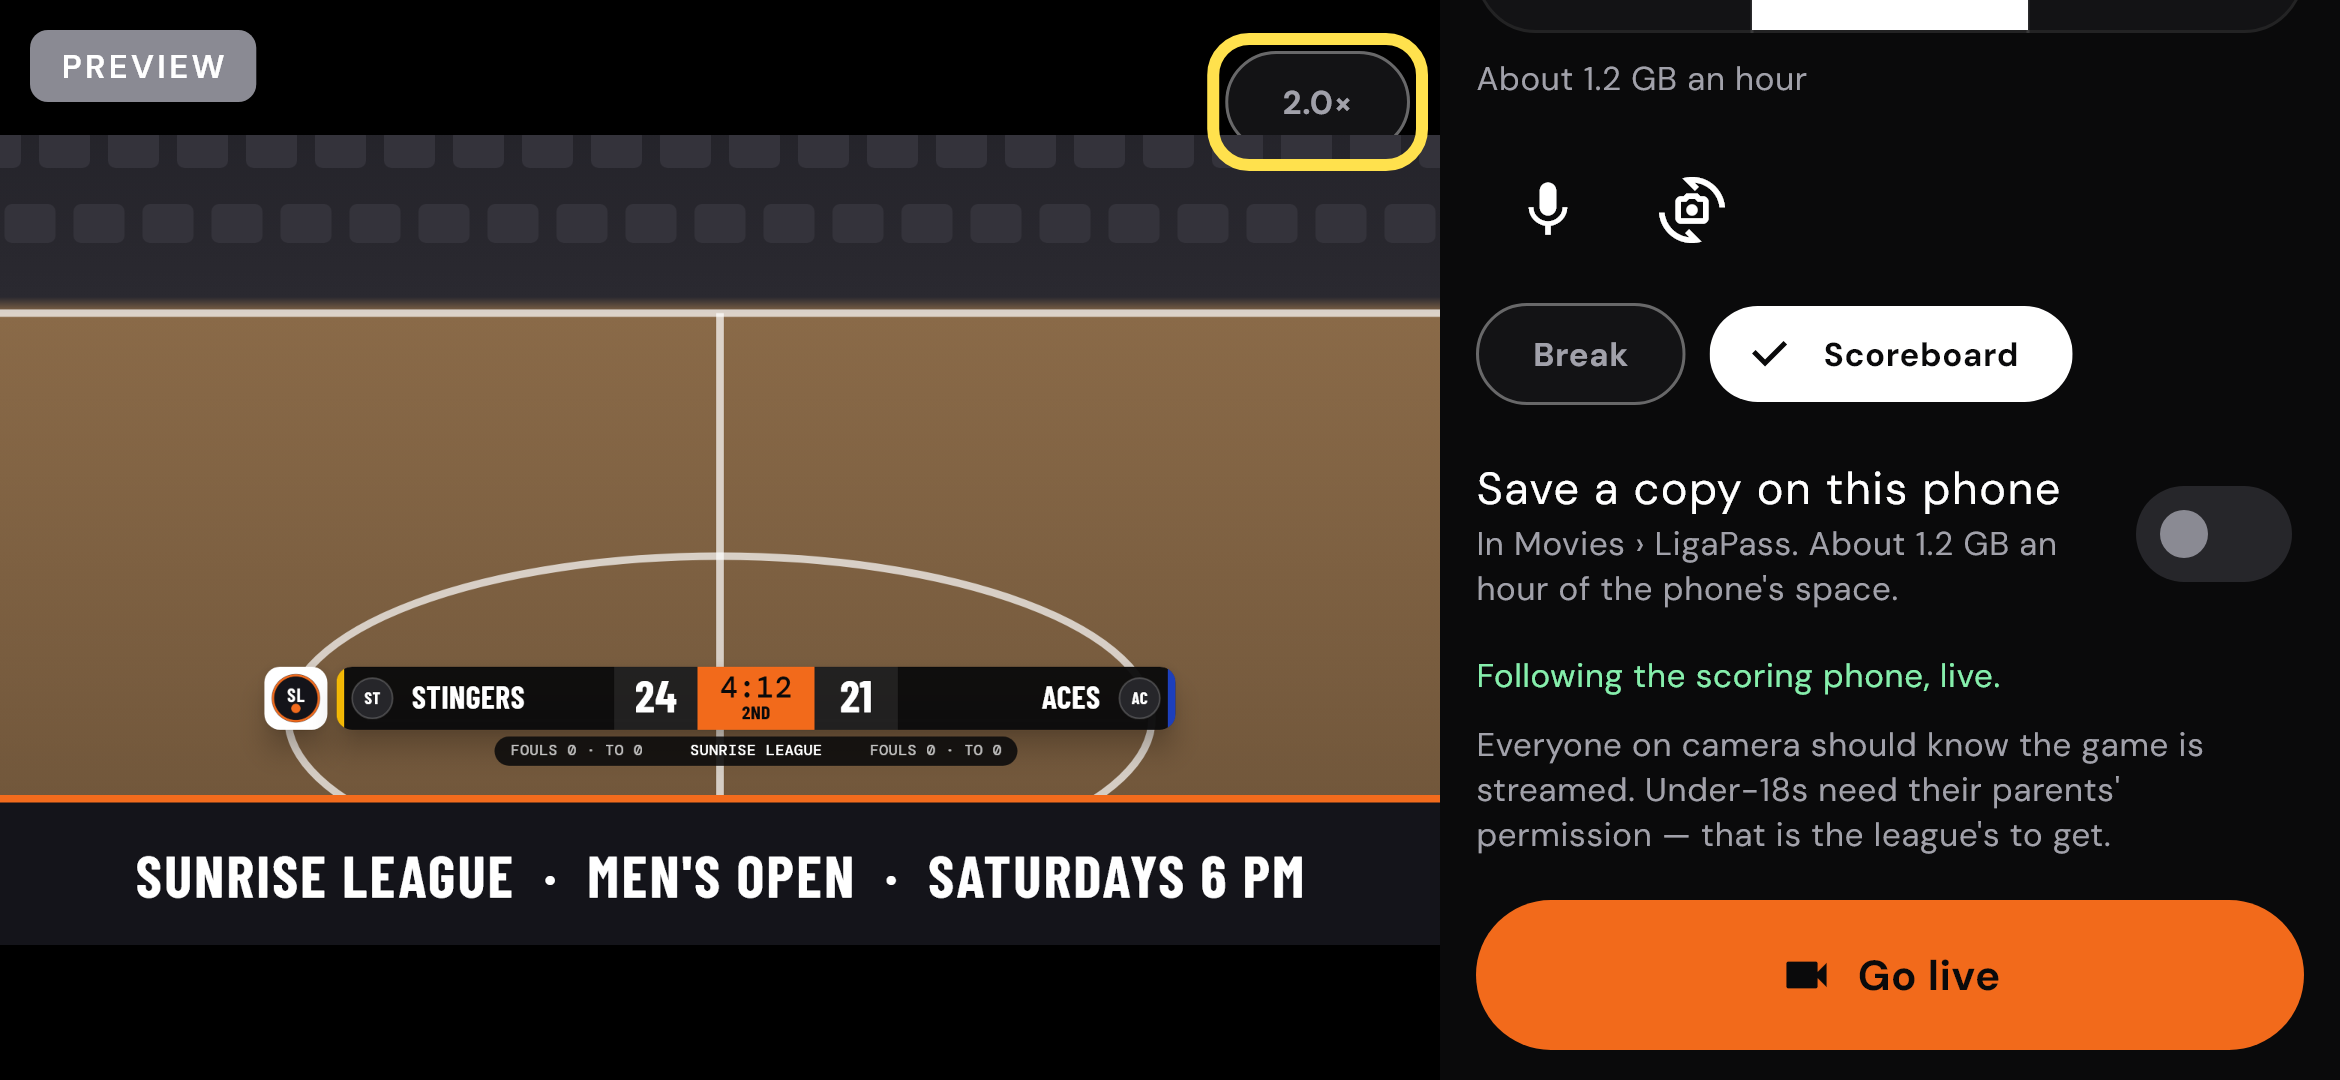 PREVIEW
2.0×
SL
ST
STINGERS
24
4:12
2ND
21
ACES
AC
FOULS 0 · TO 0
SUNRISE LEAGUE
FOULS 0 · TO 0
SUNRISE LEAGUE · MEN'S OPEN · SATURDAYS 6 PM
About 1.2 GB an hour
Break
Scoreboard
Save a copy on this phone
In Movies › LigaPass. About 1.2 GB an
hour of the phone's space.
Following the scoring phone, live.
Everyone on camera should know the game is
streamed. Under-18s need their parents'
permission — that is the league's to get.
Go live